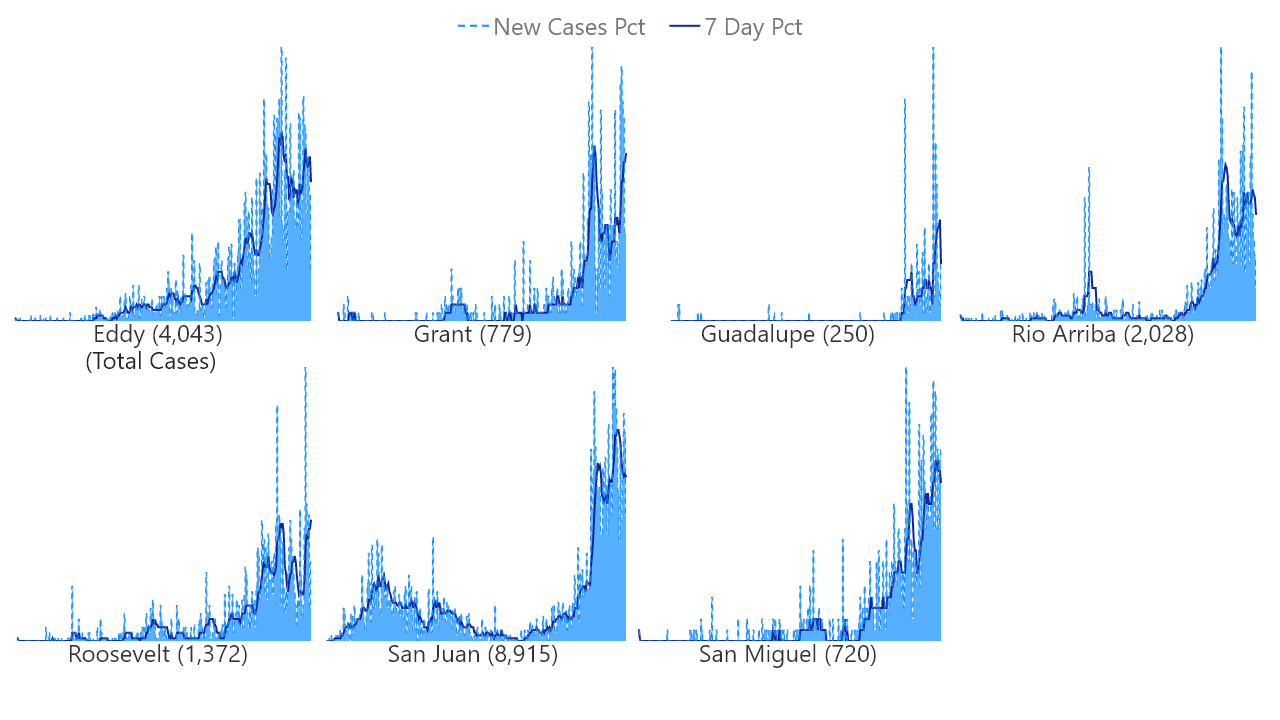 New Cases Pct 7 Day Pct
Eddy (4,043)
(Total Cases)
Grant (779)
Guadalupe (250)
Rio Arriba (2,028)
Roosevelt (1,372)
San Juan (8,915)
San Miguel (720)